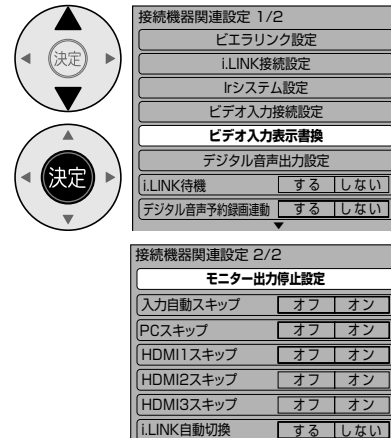 決定
決定
接続機器関連設定 1/2
ビエラリンク設定
i.LINK接続設定
Irシステム設定
ビデオ入力接続設定
ビデオ入力表示書換
デジタル音声出力設定
i.LINK待機 する しない
デジタル音声予約録画連動 する しない
接続機器関連設定 2/2
モニター出力停止設定
入力自動スキップ オフ オン
PCスキップ オフ オン
HDMI1スキップ オフ オン
HDMI2スキップ オフ オン
HDMI3スキップ オフ オン
i.LINK自動切換 する しない